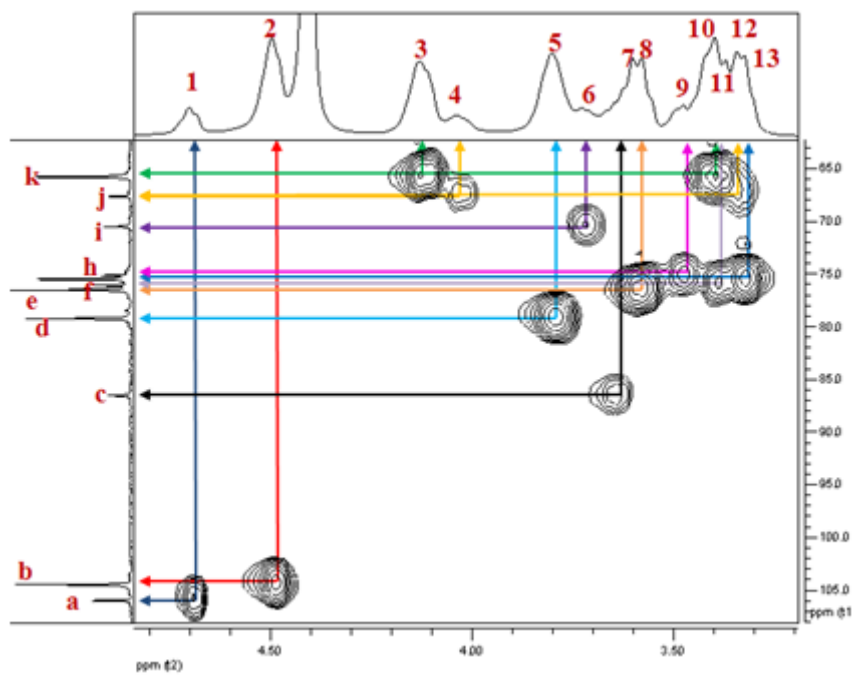 1 2 3 4 5 6 7 8 9 10 11 12 13
k
j
i
h
f
e
d
c
b
a
65.0
70.0
75.0
80.0
85.0
90.0
95.0
100.0
105.0
ppm (t1
4.50 4.00 3.50
ppm (t2)